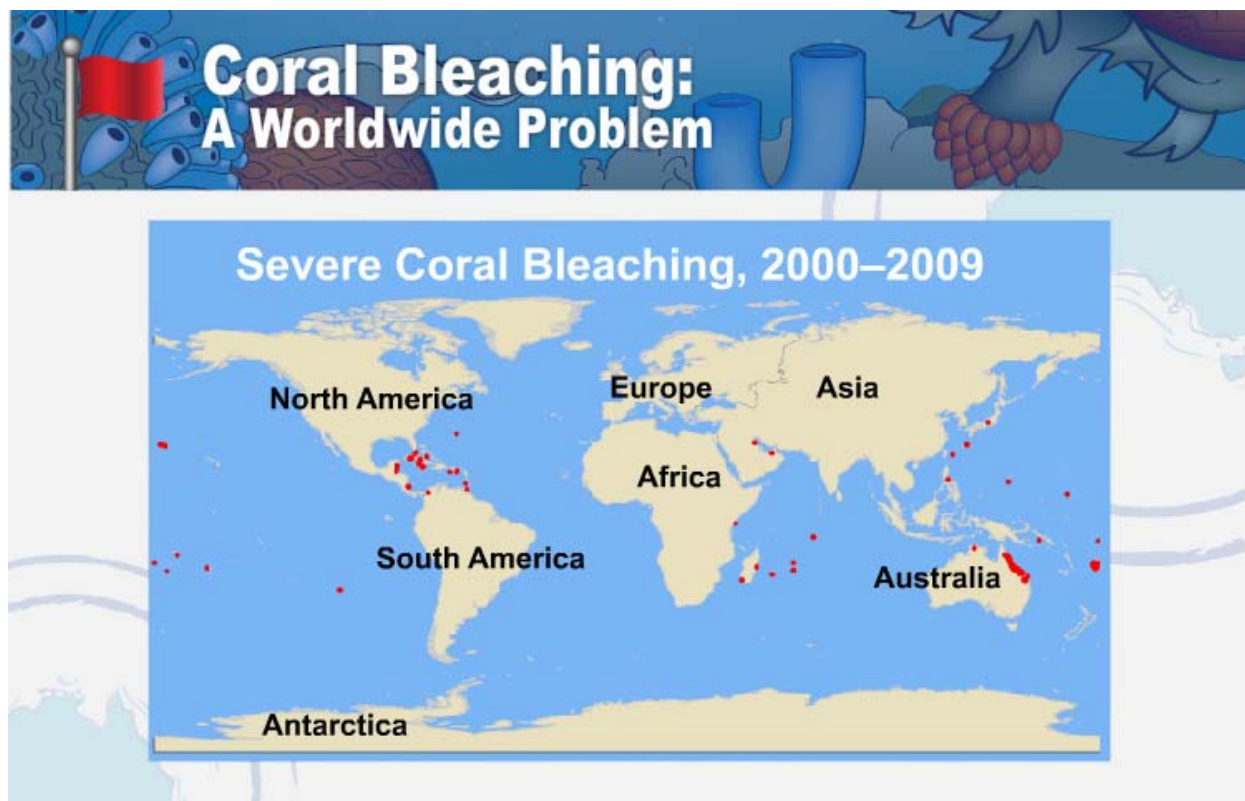 Coral Bleaching:
A Worldwide Problem
Severe Coral Bleaching, 2000–2009
North America
Europe
Asia
Africa
South America
Australia
Antarctica